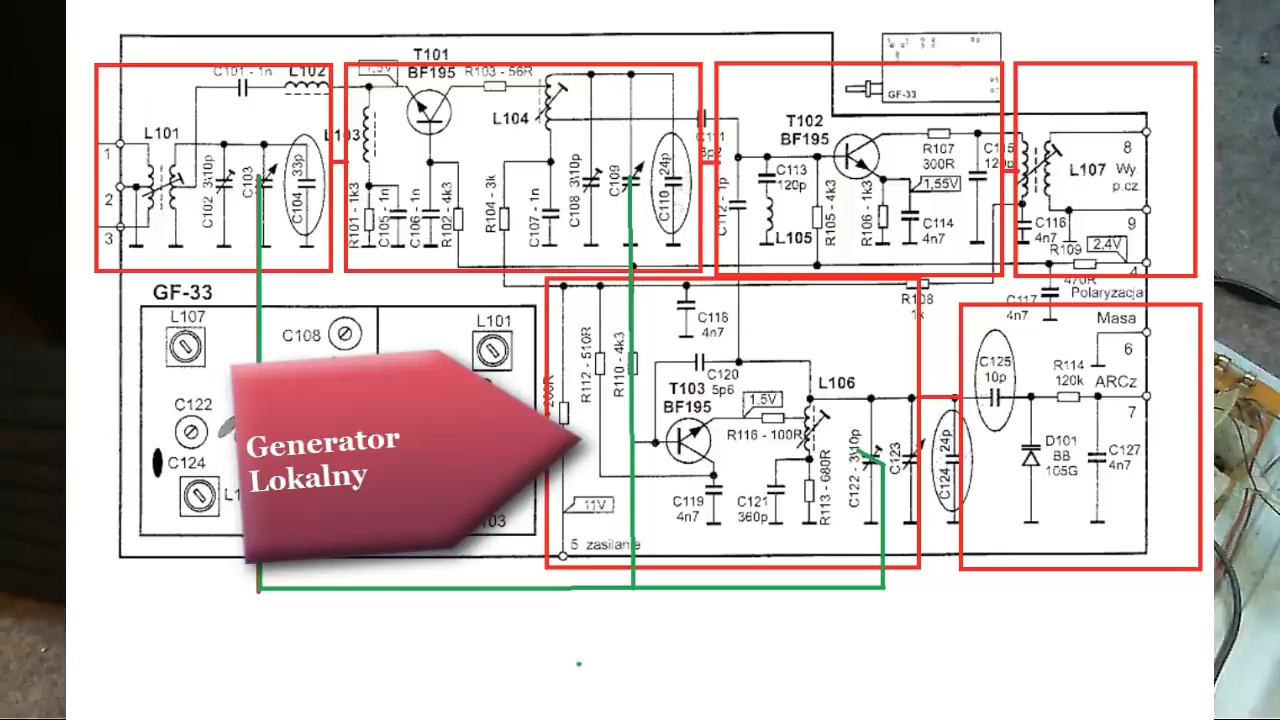 T101
BF195
C101 - 1n
L102
1,5V
R103 - 56R
GF-33
L101
L103
L104
T102
BF195
R107
300R
C115
120p
L107
8
Wy
p.cz.
1
2
3
C102 3\10p
C103
C104 33p
R101 - 1k3
C105 - 1n
C106 - 1n
R102 - 4k3
R104 - 3k
C107 - 1n
C108 3\10p
C109
C110 24p
C112 - 1p
C113
120p
L105
R105 - 4k3
R106 - 1k3
1,55V
C114
4n7
C116
4n7
R109
470R
2,4V
9
4
Polaryzacja
GF-33
L107
C108
L101
C122
C124
R108
1k
C117
4n7
Masa
6
C118
4n7
R112 - 510R
R110 - 4k3
C120
5p6
T103
BF195
1,5V
R116 - 100R
L106
C125
10p
R114
120k
ARCz
7
C119
4n7
C121
360p
R113 - 680R
C122 - 3\10p
C123
C124 24p
D101
BB
105G
C127
4n7
11V
5 zasilanie
Generator
Lokalny